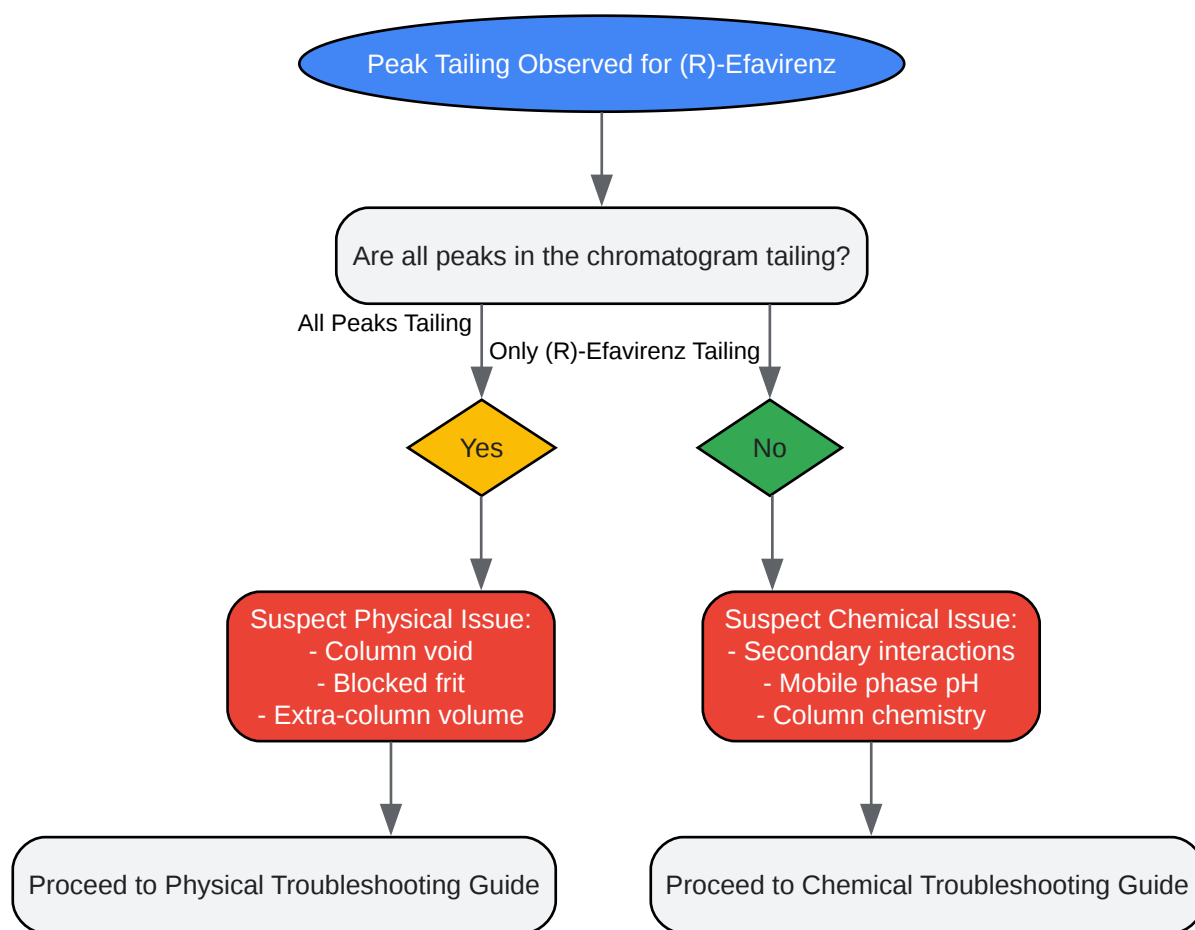 Peak Tailing Observed for (R)-Efavirenz
Are all peaks in the chromatogram tailing?
All Peaks Tailing
Only (R)-Efavirenz Tailing
Yes
No
Suspect Physical Issue:
- Column void
- Blocked frit
- Extra-column volume
Suspect Chemical Issue:
- Secondary interactions
- Mobile phase pH
- Column chemistry
Proceed to Physical Troubleshooting Guide
Proceed to Chemical Troubleshooting Guide